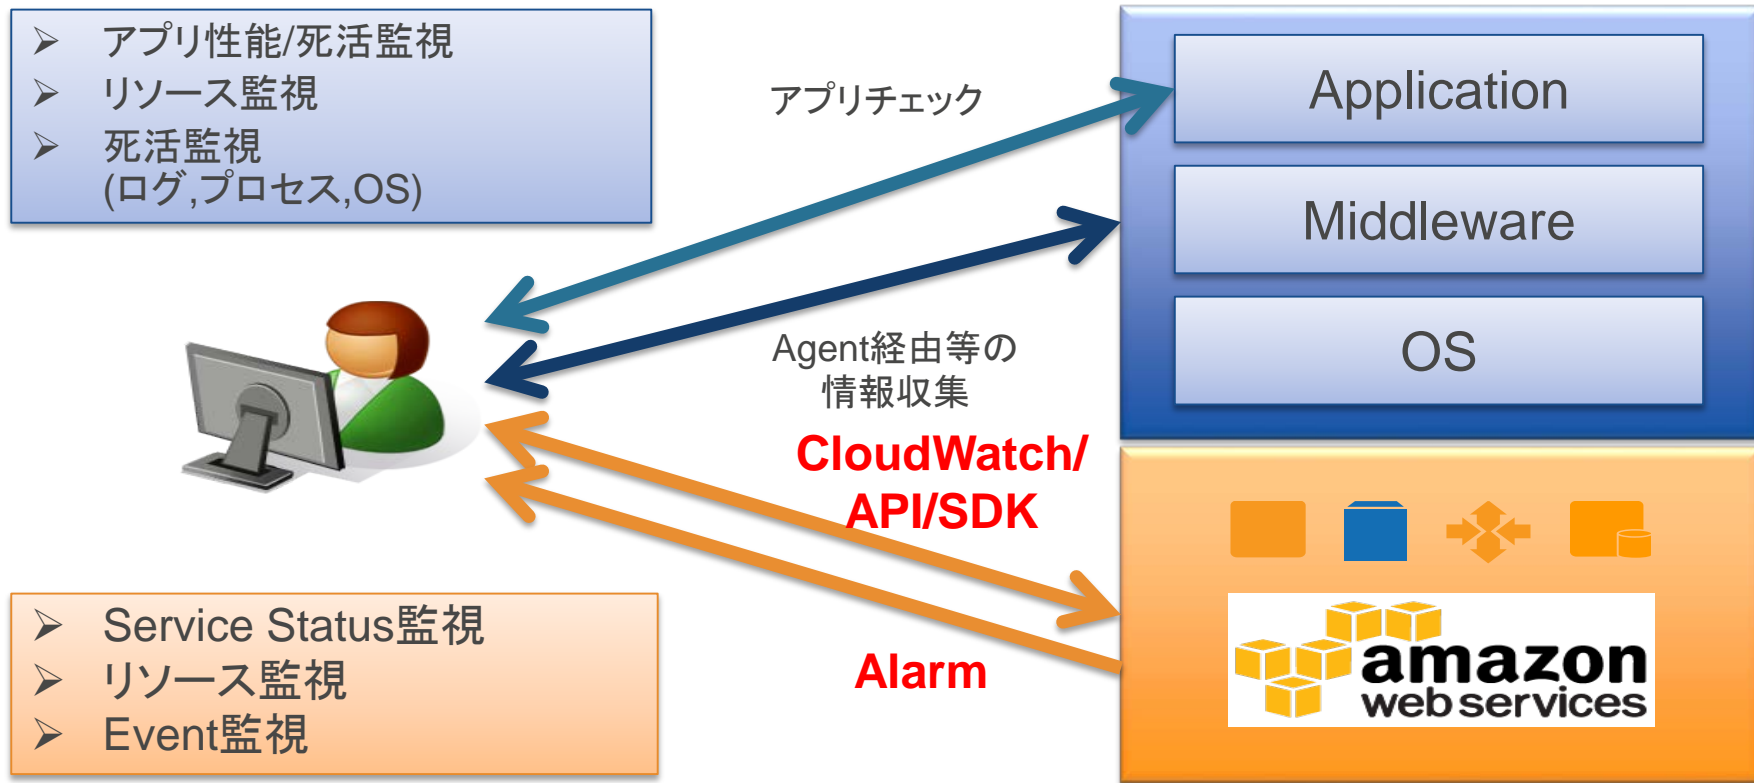 アプリ性能/死活監視
リソース監視
死活監視
(ログ,プロセス,OS)
アプリチェック
Application
Middleware
OS
Agent経由等の
情報収集
CloudWatch/
API/SDK
Alarm
Service Status監視
リソース監視
Event監視
amazon
web services